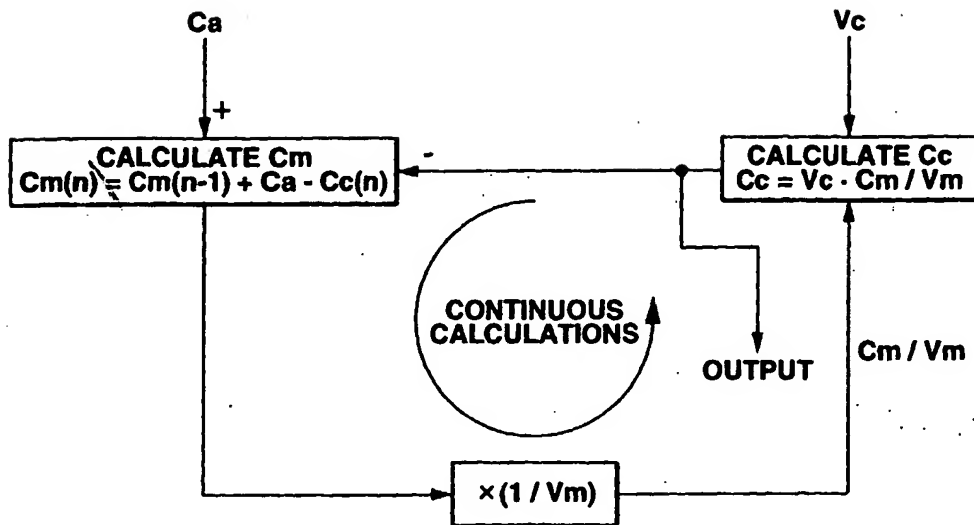 Ca
Vc
+
CALCULATE Cm
Cm(n) = Cm(n-1) + Ca - Cc(n)
-
CALCULATE Cc
Cc = Vc · Cm / Vm
CONTINUOUS
CALCULATIONS
OUTPUT
Cm / Vm
×(1 / Vm)